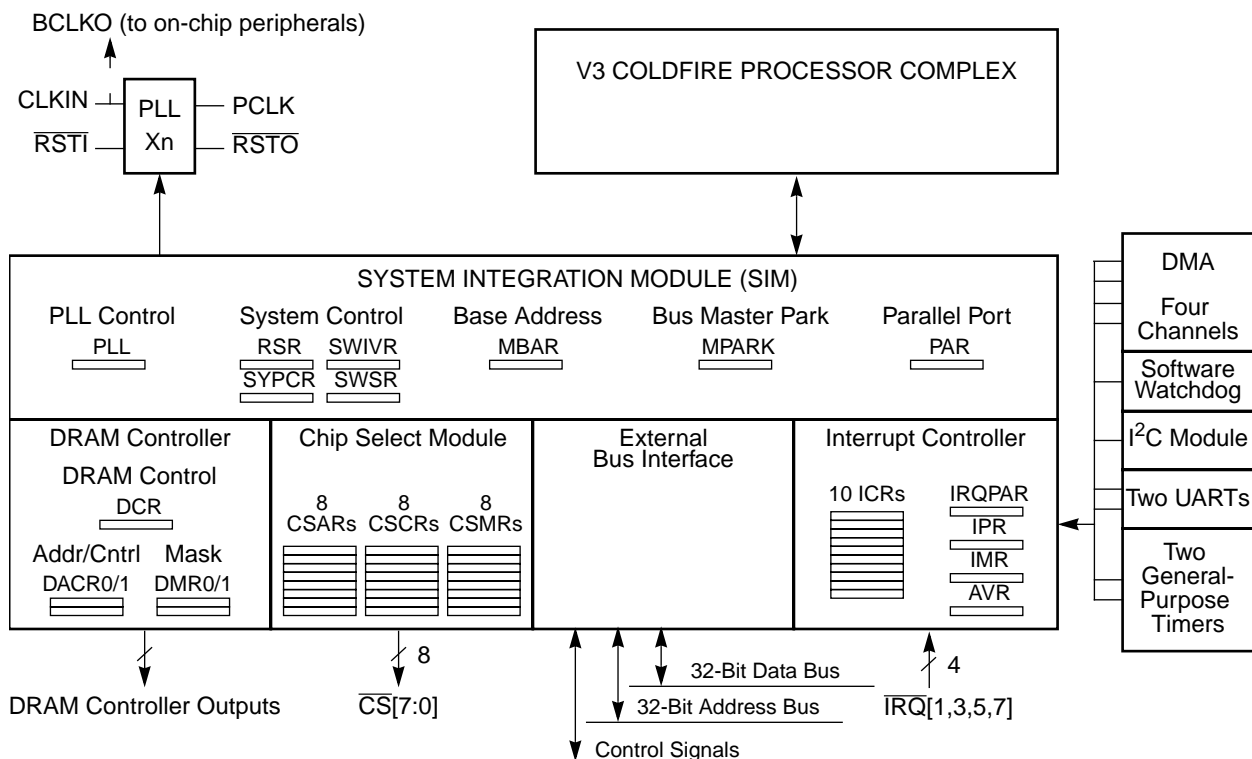 BCLKO (to on-chip peripherals)
CLKIN
PLL
Xn
PCLK
RSTI
RSTO
V3 COLDFIRE PROCESSOR COMPLEX
SYSTEM INTEGRATION MODULE (SIM)
PLL Control
PLL
System Control
RSR
SWIVR
SYPCR
SWSR
Base Address
MBAR
Bus Master Park
MPARK
Parallel Port
PAR
DRAM Controller
DRAM Control
DCR
Addr/Cntrl
DACR0/1
Mask
DMR0/1
Chip Select Module
8
CSARs
8
CSCRs
8
CSMRs
External
Bus Interface
Interrupt Controller
10 ICRs
IRQPAR
IPR
IMR
AVR
DMA
Four
Channels
Software
Watchdog
I²C Module
Two UARTs
Two
General-
Purpose
Timers
DRAM Controller Outputs
8
CS[7:0]
32-Bit Data Bus
32-Bit Address Bus
Control Signals
4
IRQ[1,3,5,7]